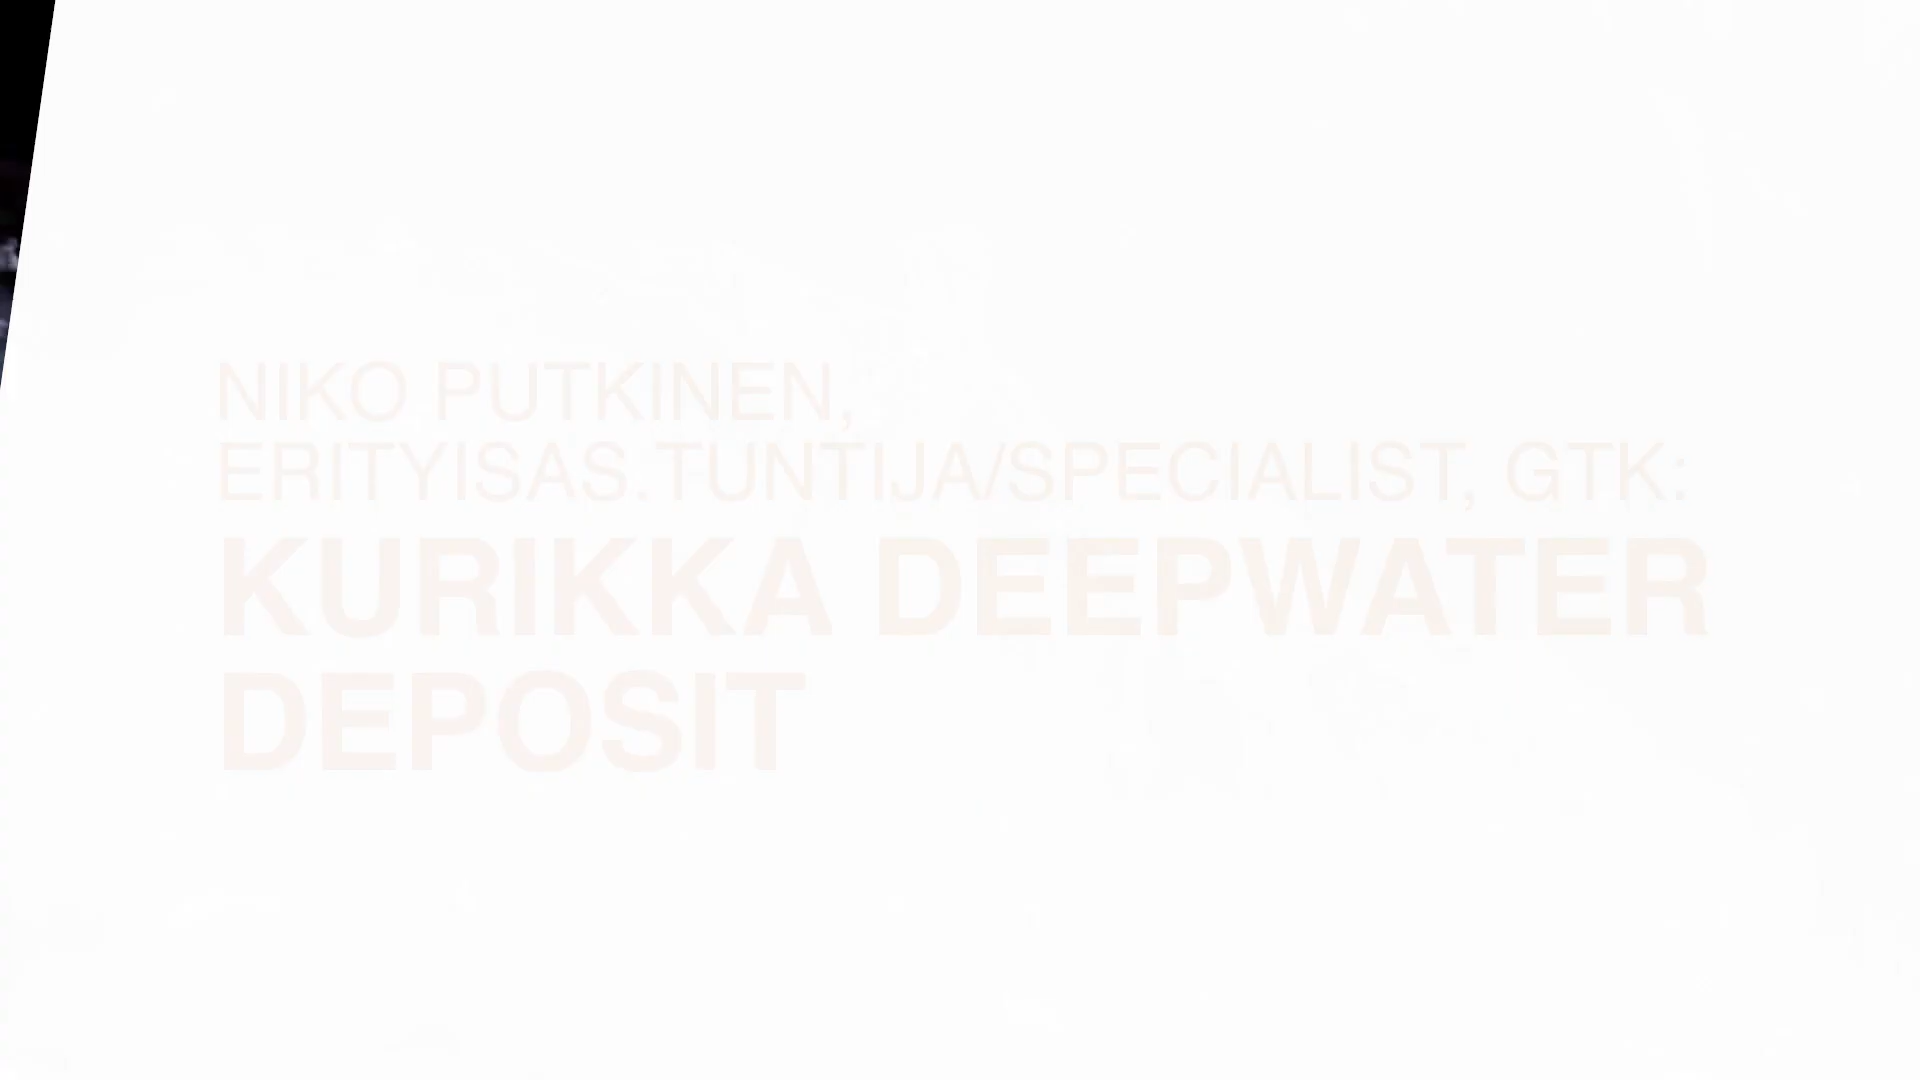 NIKO PUTKINEN,
ERITYISAS.TUNTIJA/SPECIALIST, GTK:
KURIKKA DEEPWATER
DEPOSIT